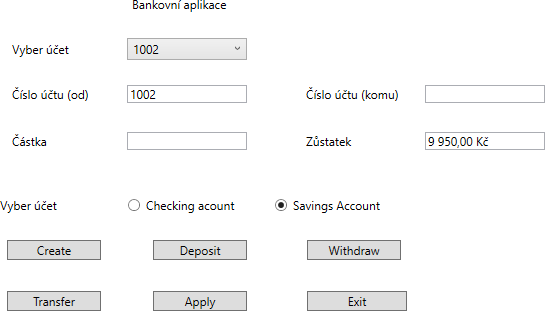 Bankovní aplikace
Vyber účet 1002
Číslo účtu (od) 1002 Číslo účtu (komu)
Částka Zůstatek 9 950,00 Kč
Vyber účet Checking acount Savings Account
Create Deposit Withdraw
Transfer Apply Exit